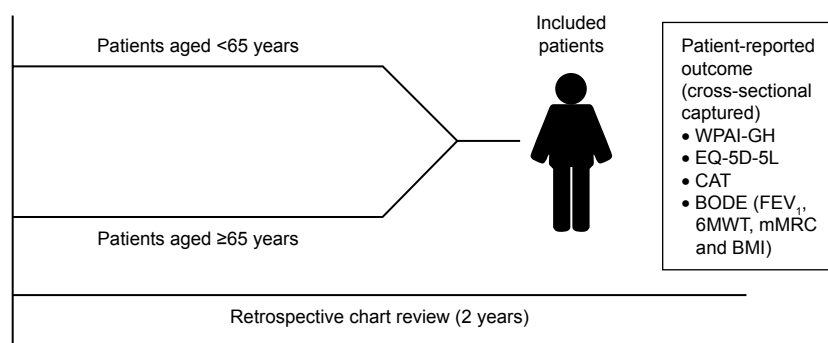 Patients aged <65 years
Patients aged ≥65 years
Included
patients
Patient-reported
outcome
(cross-sectional
captured)
• WPAI-GH
• EQ-5D-5L
• CAT
• BODE (FEV₁,
6MWT, mMRC
and BMI)
Retrospective chart review (2 years)